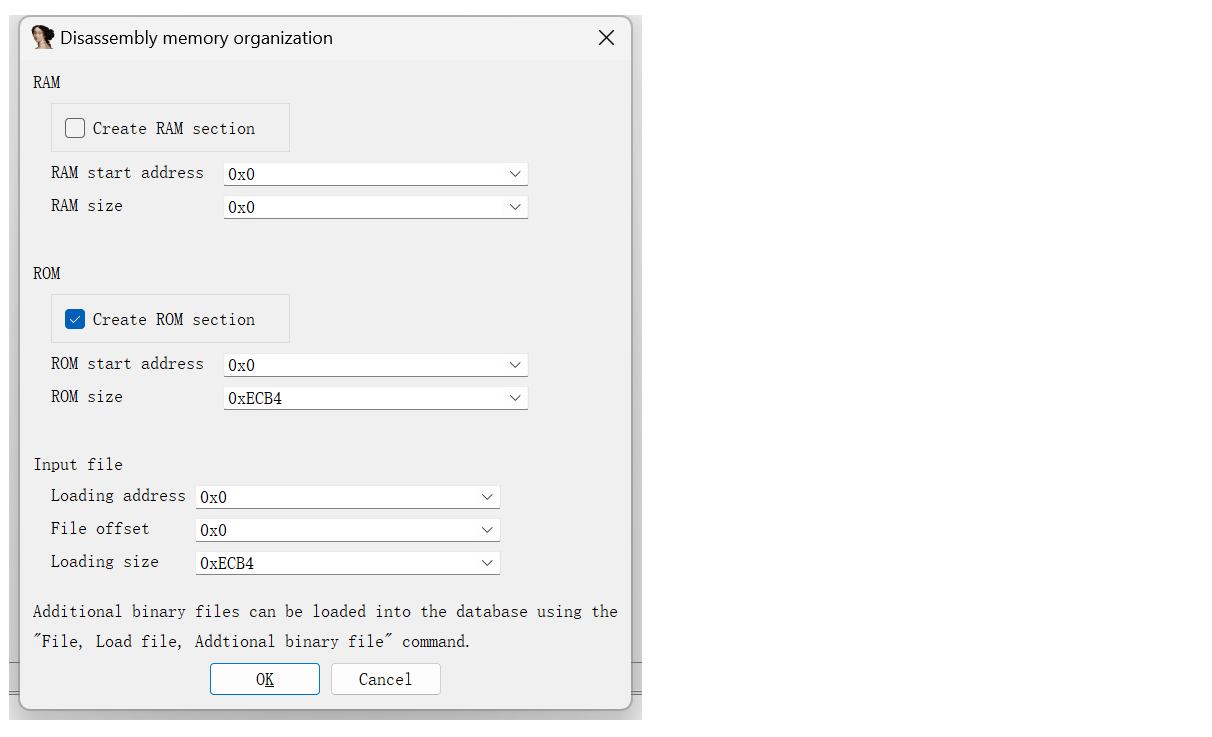 Disassembly memory organization
RAM
Create RAM section
RAM start address 0x0
RAM size 0x0
ROM
Create ROM section
ROM start address 0x0
ROM size 0xECB4
Input file
Loading address 0x0
File offset 0x0
Loading size 0xECB4
Additional binary files can be loaded into the database using the
"File, Load file, Addtional binary file" command.
OK Cancel